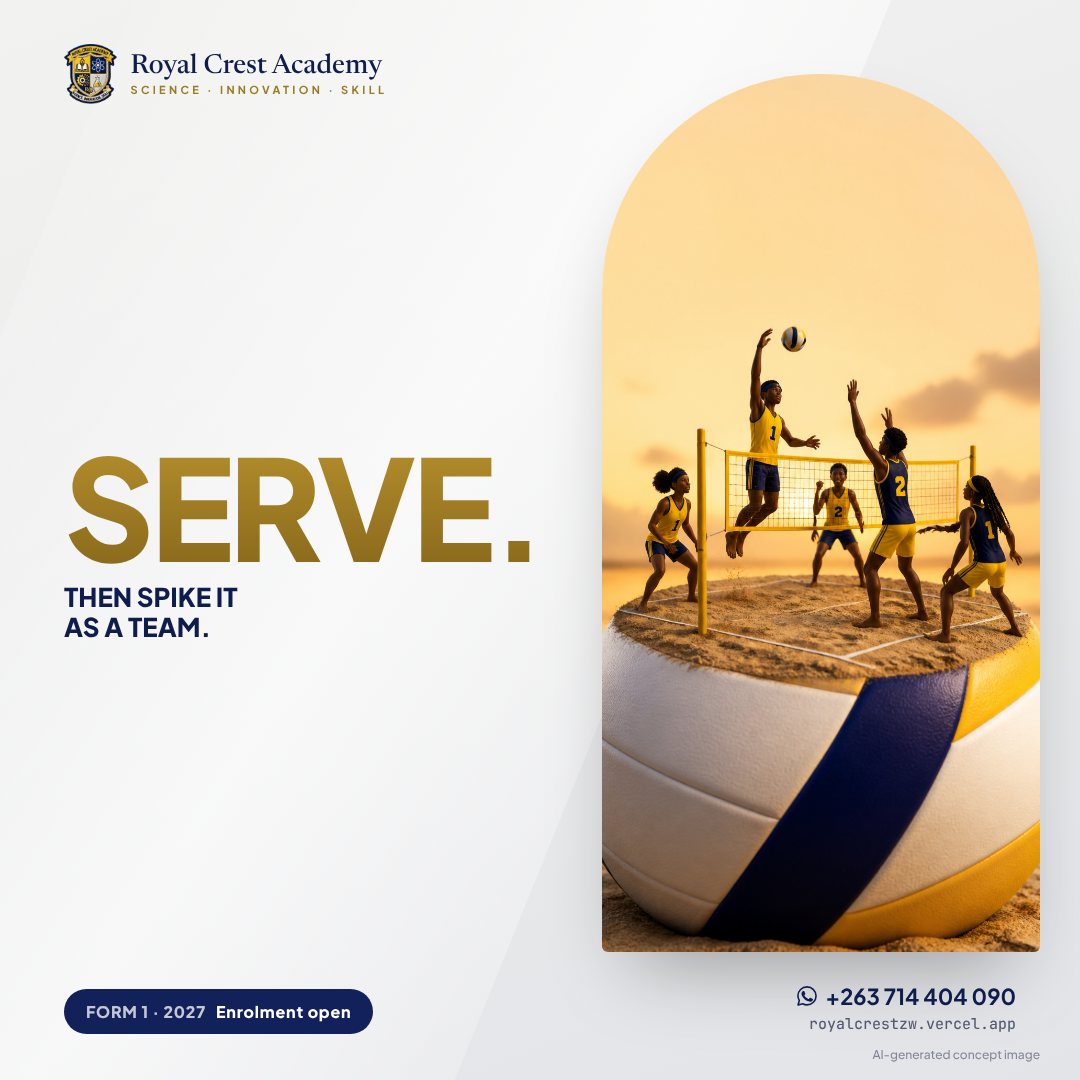 Royal Crest Academy
SCIENCE · INNOVATION · SKILL
SERVE.
THEN SPIKE IT
AS A TEAM.
1
2
2
1
1
FORM 1 · 2027 Enrolment open
+263 714 404 090
royalcrestzw.vercel.app
AI-generated concept image